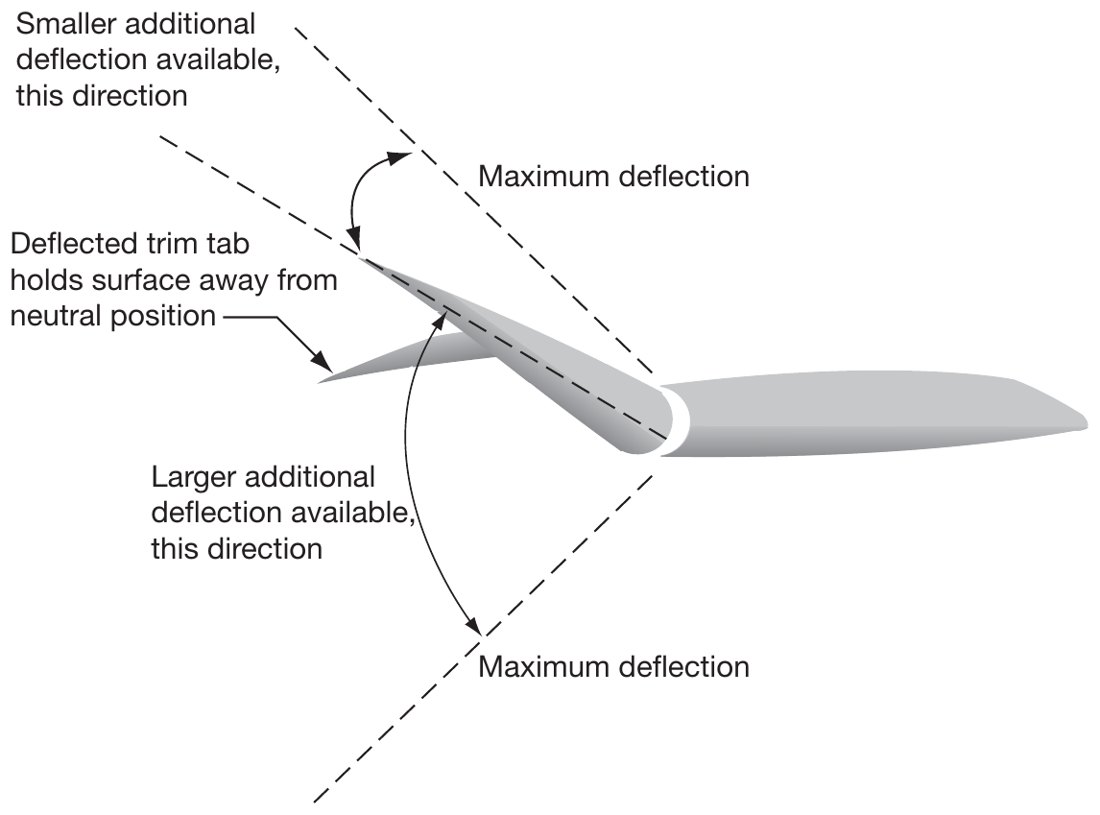 Smaller additional
deflection available,
this direction
Maximum deflection
Deflected trim tab
holds surface away from
neutral position
Larger additional
deflection available,
this direction
Maximum deflection